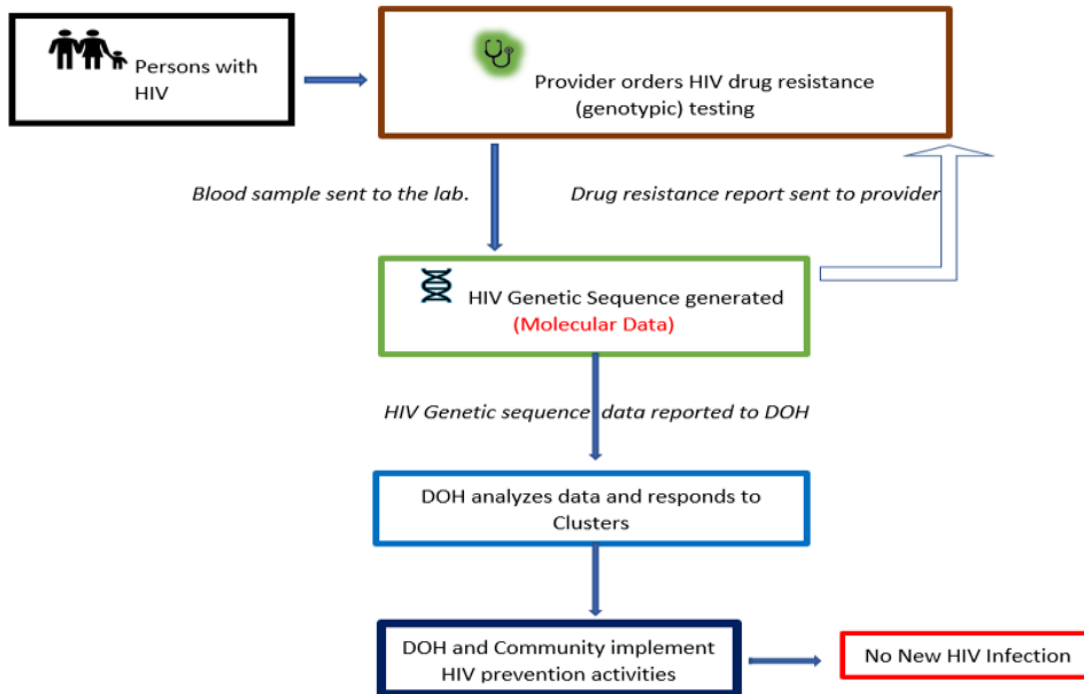 Persons with
HIV
Provider orders HIV drug resistance
(genotypic) testing
Blood sample sent to the lab.
Drug resistance report sent to provider
HIV Genetic Sequence generated
(Molecular Data)
HIV Genetic sequence data reported to DOH
DOH analyzes data and responds to
Clusters
DOH and Community implement
HIV prevention activities
No New HIV Infection